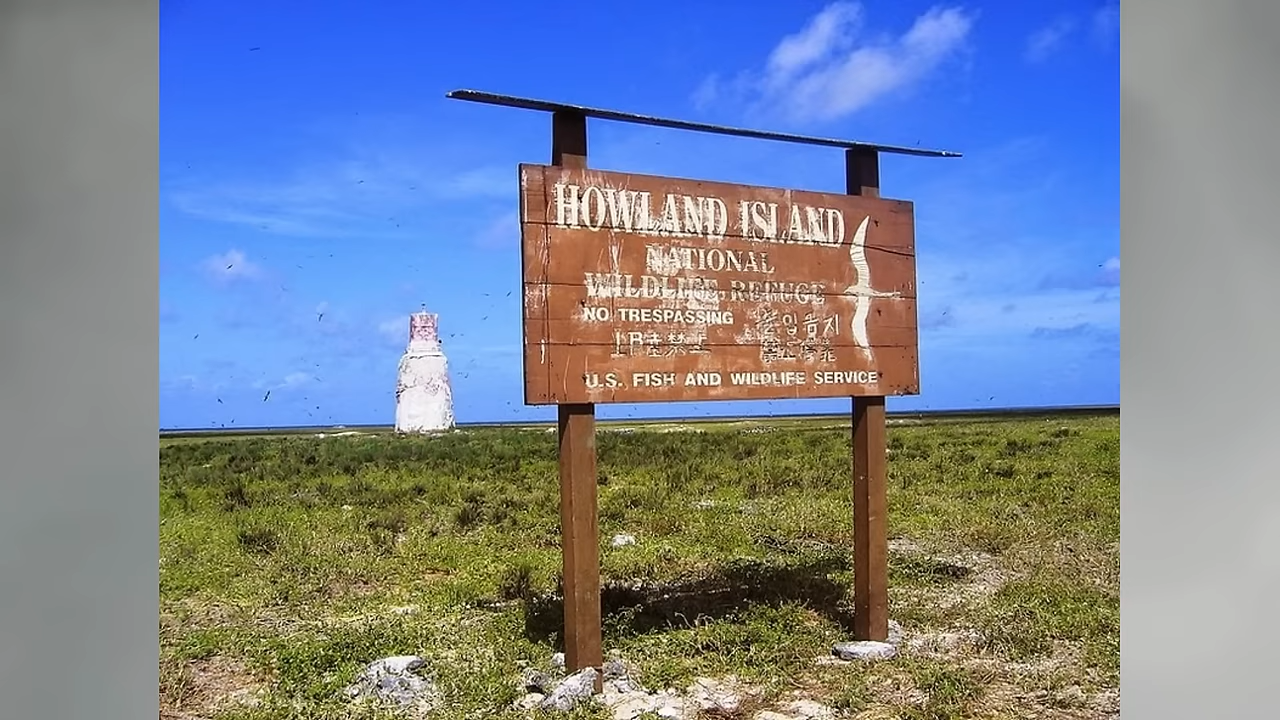 HOWLAND ISLAND
NATIONAL
WILDLIFE REFUGE
NO TRESPASSING
U.S. FISH AND WILDLIFE SERVICE